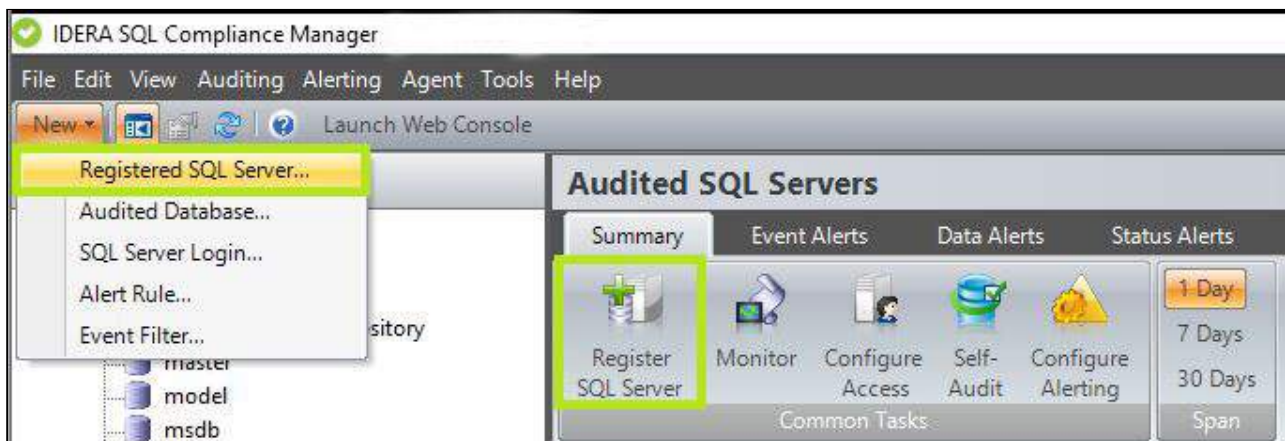 IDERA SQL Compliance Manager
File Edit View Auditing Alerting Agent Tools Help
New Launch Web Console
Registered SQL Server...
Audited Database...
SQL Server Login...
Alert Rule...
Event Filter...
sitory
master
model
msdb
Audited SQL Servers
Summary Event Alerts Data Alerts Status Alerts
Register Monitor Configure Self- Configure
SQL Server Access Audit Alerting
Common Tasks
1 Day
7 Days
30 Days
Span